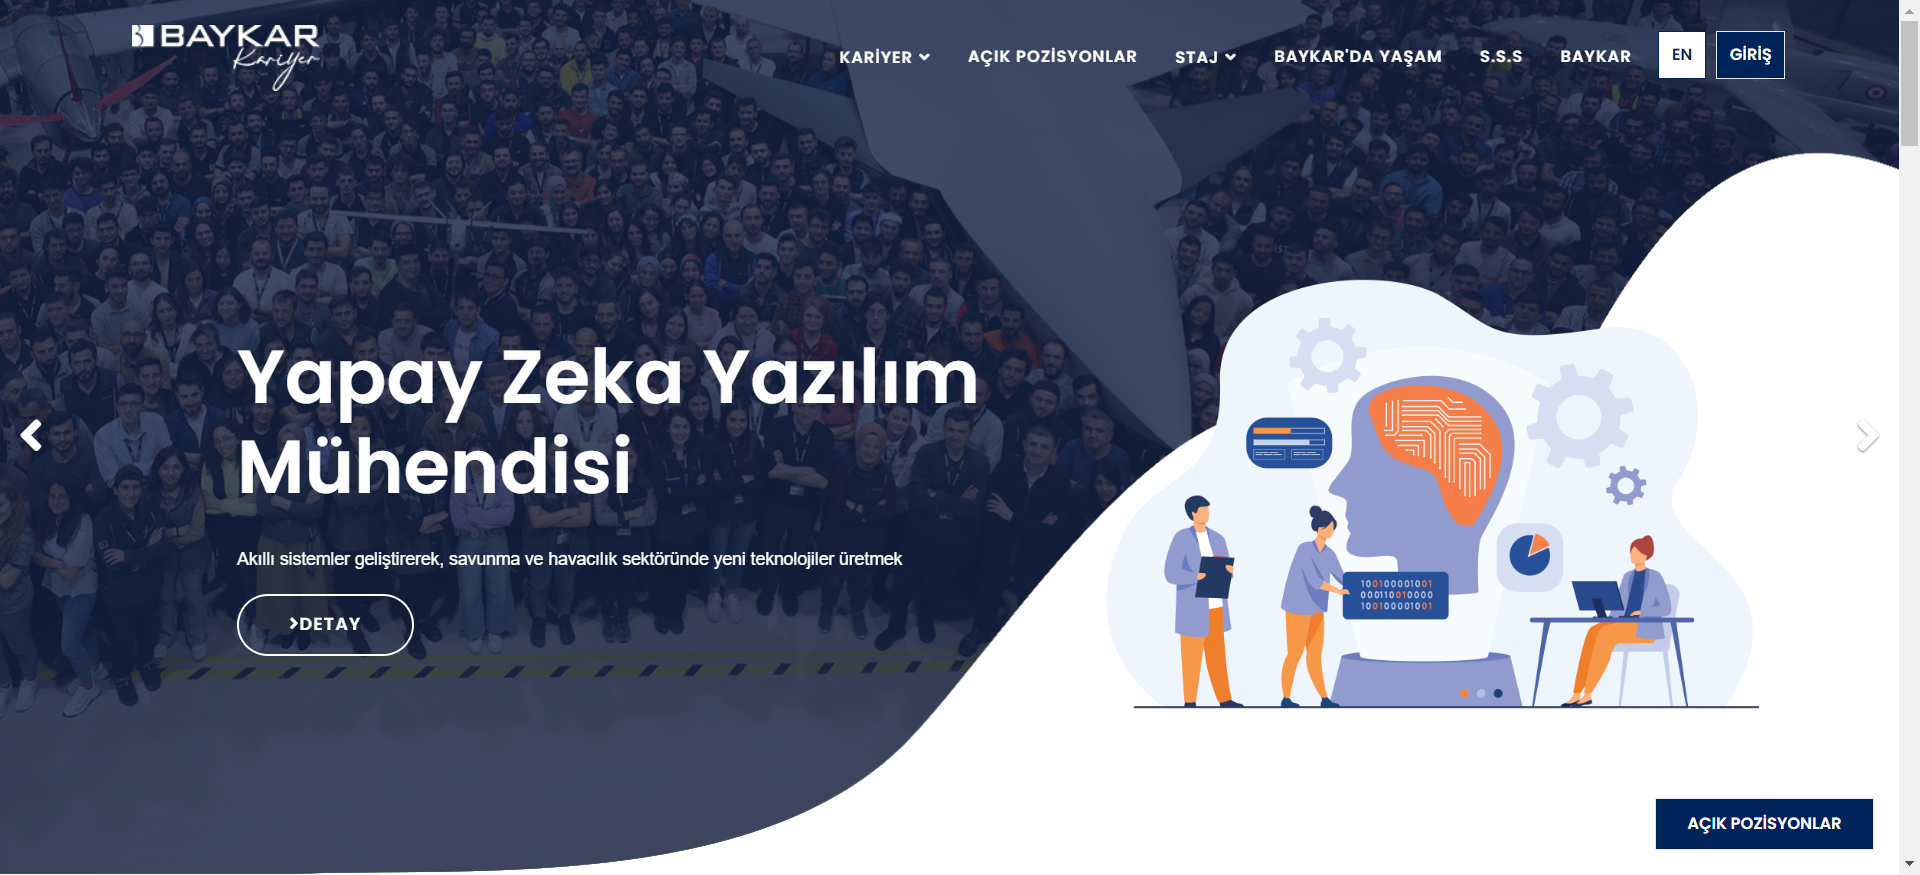 BAYKAR
Kariyer
KARİYER
AÇIK POZİSYONLAR
STAJ
BAYKAR'DA YAŞAM
S.S.S
BAYKAR
EN
GİRİŞ
Yapay Zeka Yazılım
Mühendisi
Akıllı sistemler geliştirerek, savunma ve havacılık sektöründe yeni teknolojiler üretmek
DETAY
100100001001
000110010000
100100001001
AÇIK POZİSYONLAR